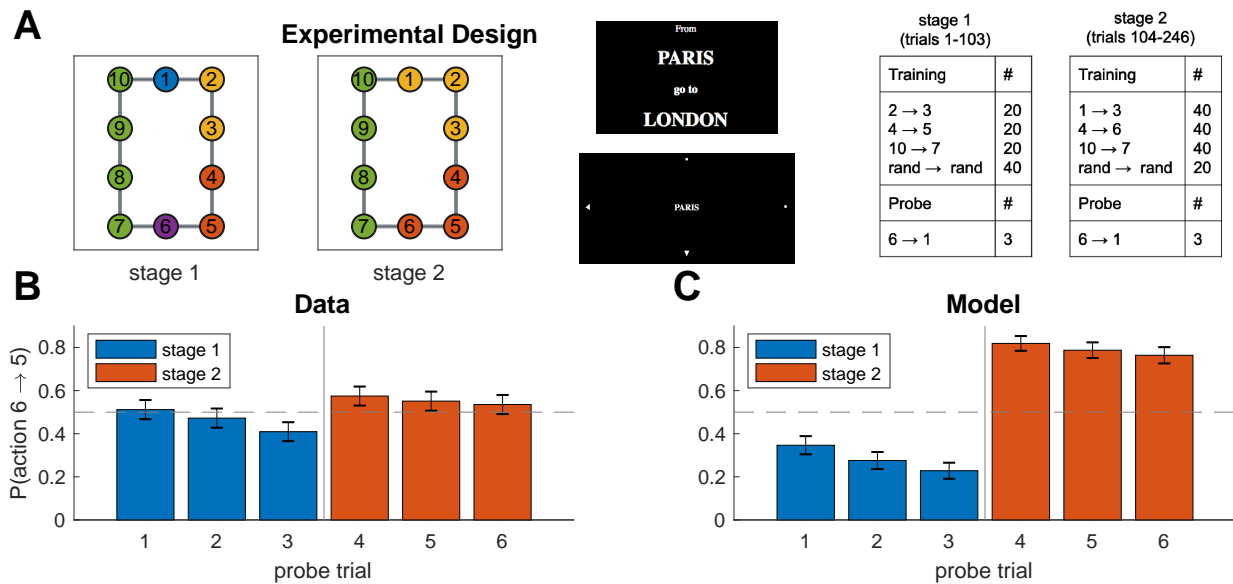 A
Experimental Design
10 1 2
9 3
8 4
7 6 5
stage 1
10 1 2
9 3
8 4
7 6 5
stage 2
From
PARIS
go to
LONDON
PARIS
stage 1
(trials 1-103)
Training #
2 → 3 20
4 → 5 20
10 → 7 20
rand → rand 40
Probe #
6 → 1 3
stage 2
(trials 104-246)
Training #
1 → 3 40
4 → 6 40
10 → 7 40
rand → rand 20
Probe #
6 → 1 3
B
Data
P(action 6 → 5)
0.8
0.6
0.4
0.2
0
stage 1
stage 2
1 2 3 4 5 6
probe trial
C
Model
0.8
0.6
0.4
0.2
0
stage 1
stage 2
1 2 3 4 5 6
probe trial